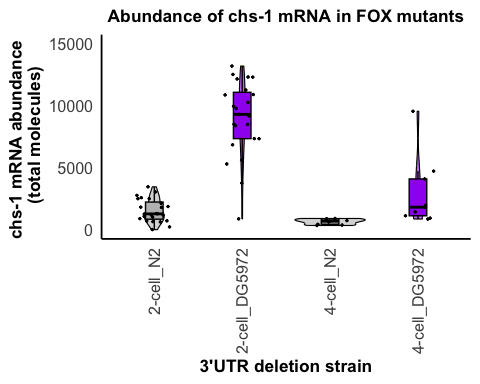 Abundance of chs-1 mRNA in FOX mutants
chs-1 mRNA abundance
(total molecules)
15000
10000
5000
0
2-cell_N2
2-cell_DG5972
4-cell_N2
4-cell_DG5972
3'UTR deletion strain